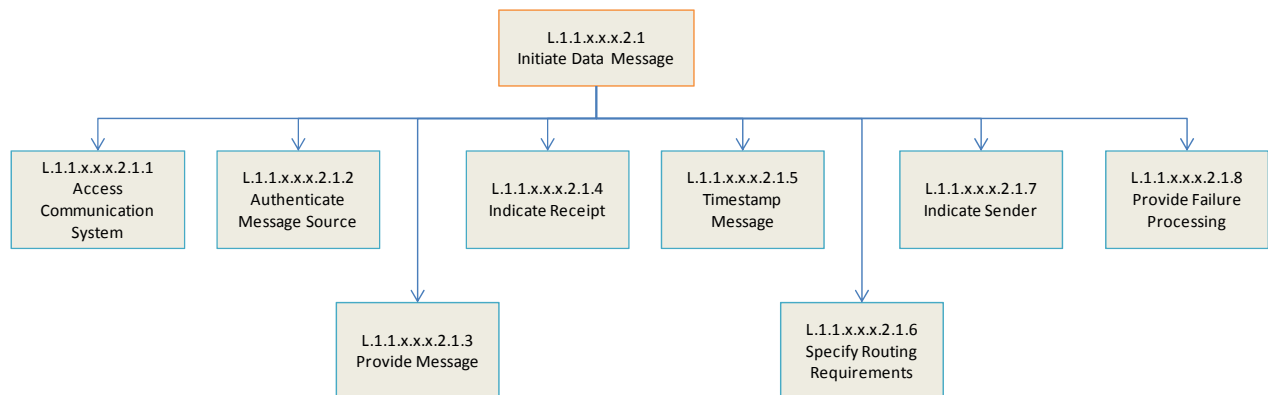 L.1.1.x.x.x.2.1
Initiate Data Message
L.1.1.x.x.x.2.1.1
Access
Communication
System
L.1.1.x.x.x.2.1.2
Authenticate
Message Source
L.1.1.x.x.x.2.1.3
Provide Message
L.1.1.x.x.x.2.1.4
Indicate Receipt
L.1.1.x.x.x.2.1.5
Timestamp
Message
L.1.1.x.x.x.2.1.6
Specify Routing
Requirements
L.1.1.x.x.x.2.1.7
Indicate Sender
L.1.1.x.x.x.2.1.8
Provide Failure
Processing